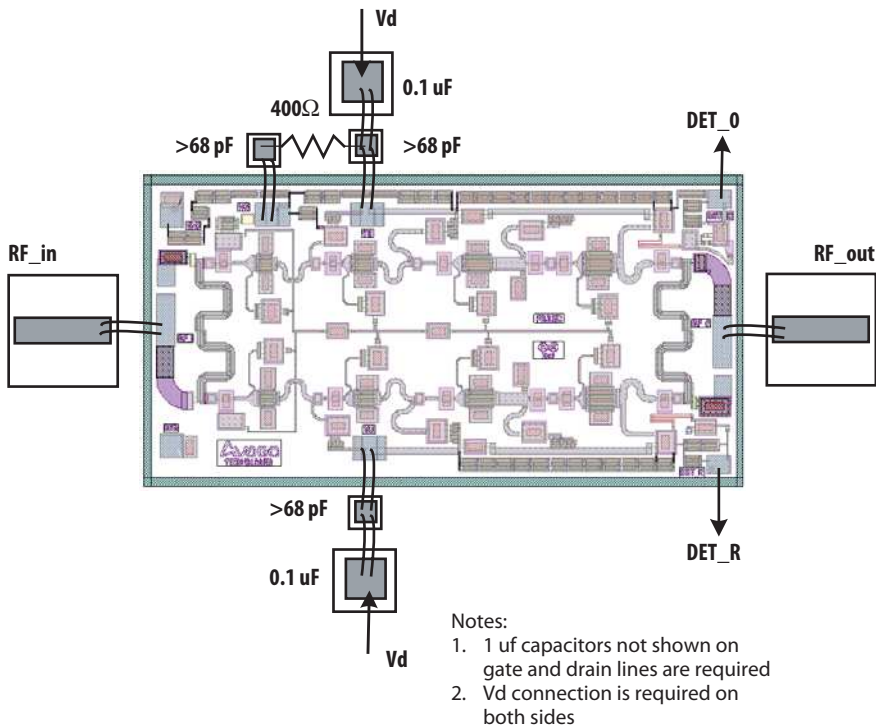 Vd
0.1 uF
400Ω
>68 pF
>68 pF
DET_0
RF_in
RF_out
>68 pF
DET_R
0.1 uF
Vd
Notes:
1. 1 uf capacitors not shown on
gate and drain lines are required
2. Vd connection is required on
both sides